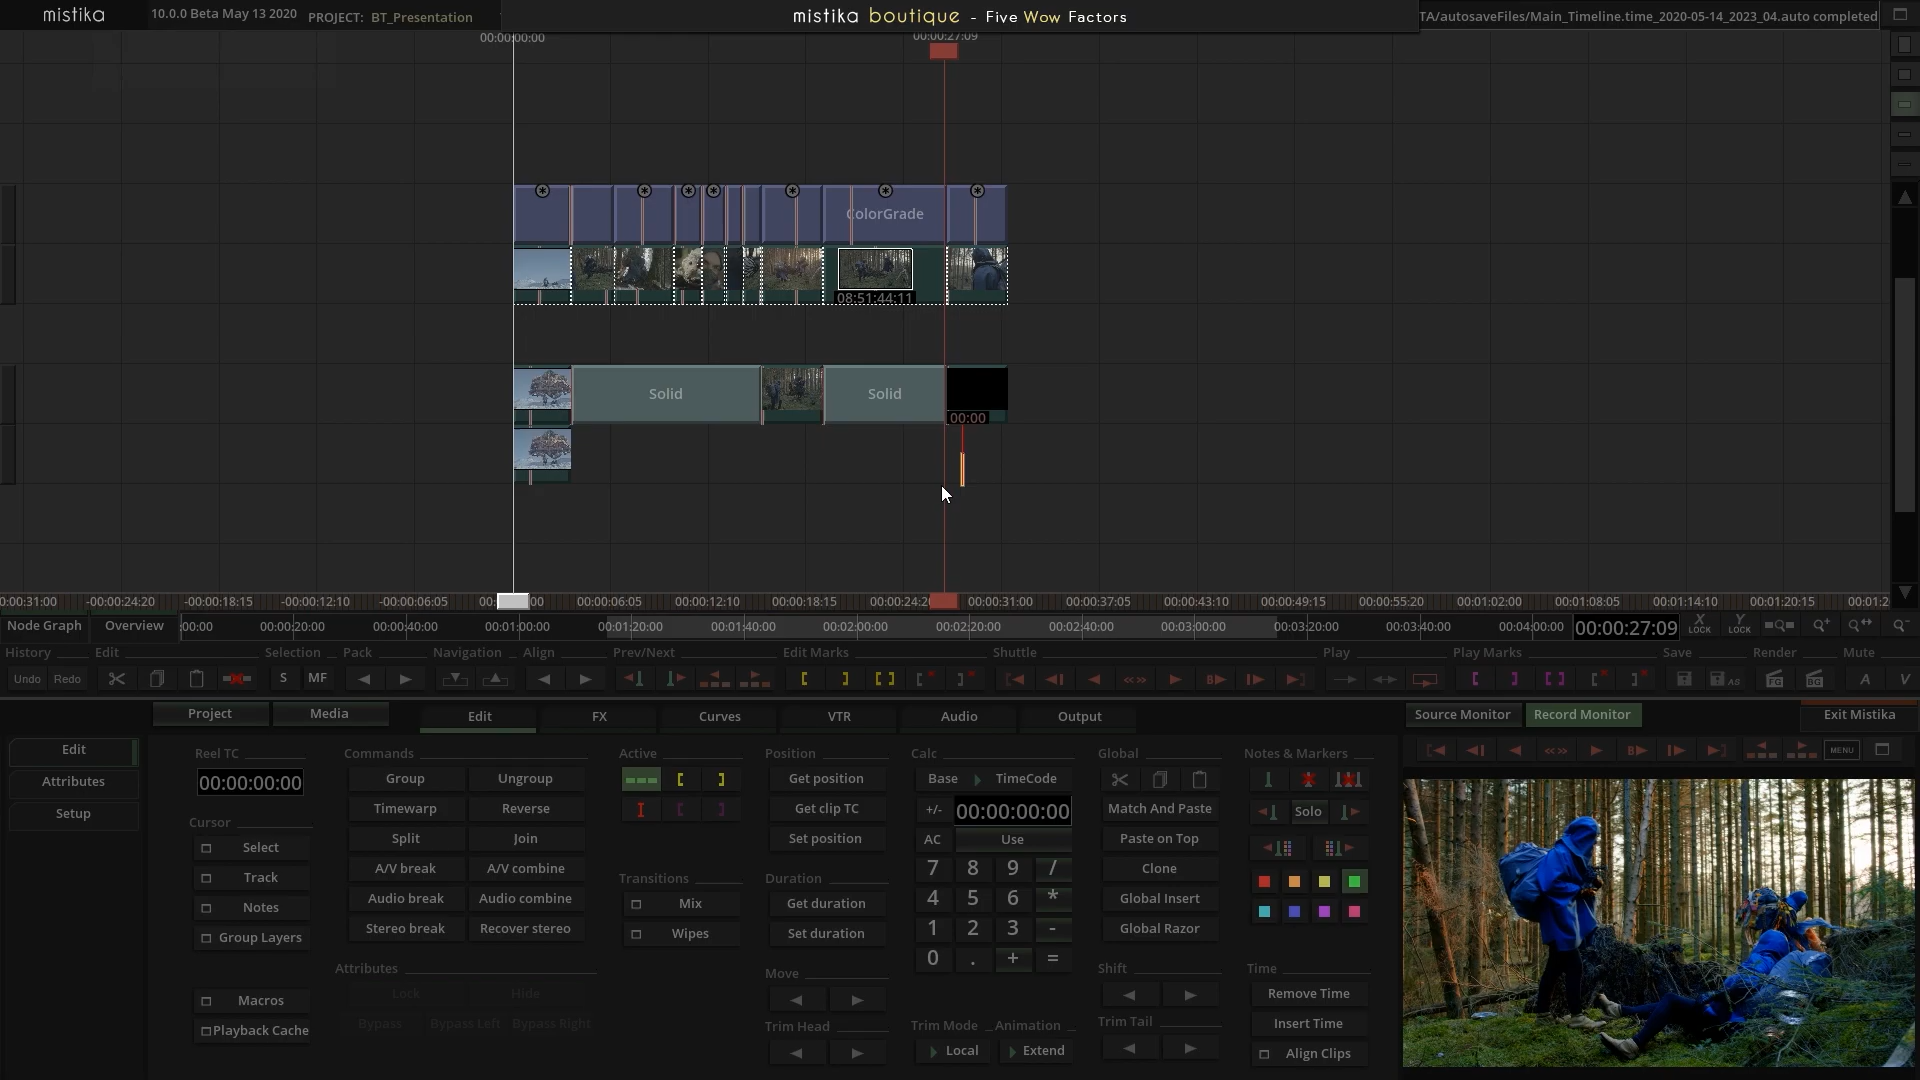 mistika
10.0.0 Beta May 13 2020
PROJECT: BT_Presentation
mistika boutique - Five Wow Factors
TA/autosaveFiles/Main_Timeline.time_2020-05-14_2023_04.auto completed
00:00:00:00
00:00:27:09
ColorGrade
08:51:44:11
Solid
Solid
00:00
0:00:31:00 -00:00:24:20 -00:00:18:15 -00:00:12:10 -00:00:06:05 00:00 00:00:06:05 00:00:12:10 00:00:18:15 00:00:24:20 00:00:31:00 00:00:37:05 00:00:43:10 00:00:49:15 00:00:55:20 00:01:02:00 00:01:08:05 00:01:14:10 00:01:20:15 00:01:2
Node Graph Overview :00:00 00:00:20:00 00:00:40:00 00:01:00:00 00:01:20:00 00:01:40:00 00:02:00:00 00:02:20:00 00:02:40:00 00:03:00:00 00:03:20:00 00:03:40:00 00:04:00:00 00:00:27:09 X LOCK Y LOCK
History Edit Selection Pack Navigation Align Prev/Next Edit Marks Shuttle Play Play Marks Save Render Mute
Undo Redo S MF AS FG BG A V
Project Media Edit FX Curves VTR Audio Output Source Monitor Record Monitor Exit Mistika
Edit
Attributes
Setup
Reel TC
00:00:00:00
Cursor
Select
Track
Notes
Group Layers
Macros
Playback Cache
Commands
Group Ungroup
Timewarp Reverse
Split Join
A/V break A/V combine
Audio break Audio combine
Stereo break Recover stereo
Attributes
Lock Hide
Bypass Bypass Left Bypass Right
Active
Transitions
Mix
Wipes
Position
Get position
Get clip TC
Set position
Duration
Get duration
Set duration
Move
Trim Head
Calc
Base TimeCode
+/- 00:00:00:00
AC Use
7 8 9 /
4 5 6 *
1 2 3 -
0 . + =
Trim Mode Animation
Local Extend
Global
Match And Paste
Paste on Top
Clone
Global Insert
Global Razor
Shift
Trim Tail
Notes & Markers
Solo
Time
Remove Time
Insert Time
Align Clips
MENU